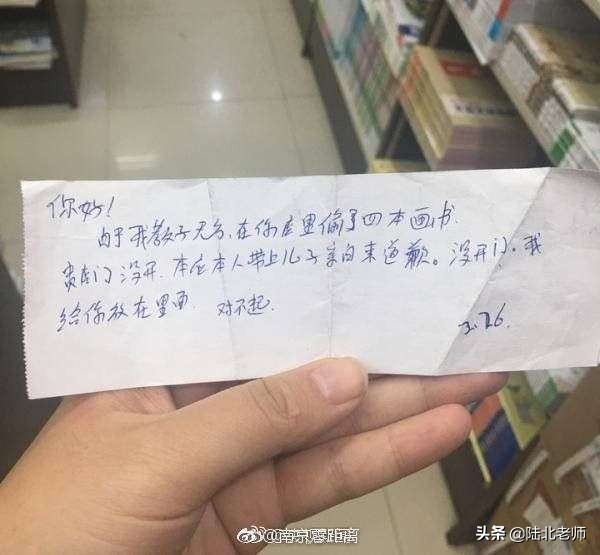 你好！
由于我教子无方，在你店里偷了四本画书.
贵店门没开.本应本人带上儿子亲自来道歉。没开门.我
给你放在里面. 对不起.
3.26.
@南京零距离
头条 @陆北老师